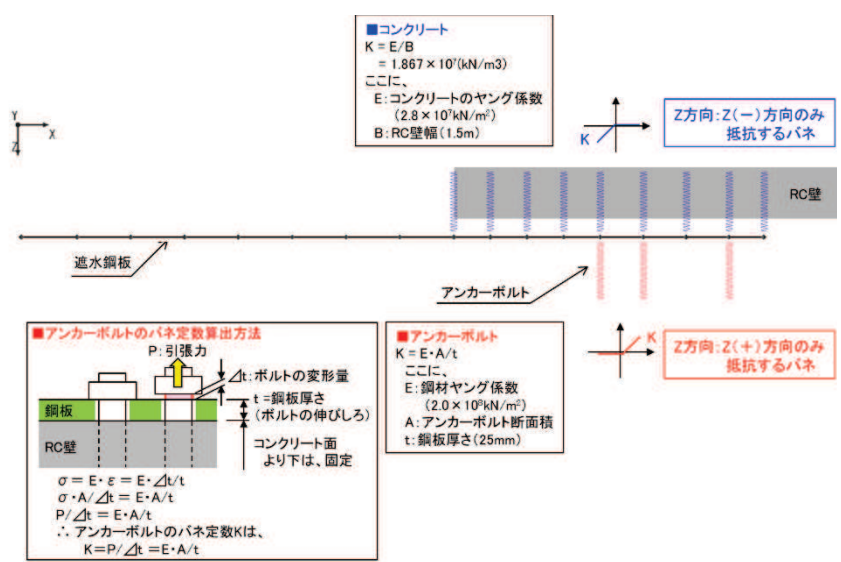 ■コンクリート
K = E/B
= 1.867×10⁷(kN/m3)
ここに、
E:コンクリートのヤング係数
(2.8×10⁷kN/m²)
B:RC壁幅(1.5m)
K
Z方向:Z(-)方向のみ
抵抗するバネ
Y
X
Z
RC壁
遮水鋼板
アンカーボルト
■アンカーボルトのバネ定数算出方法
P:引張力
⊿t:ボルトの変形量
t =鋼板厚さ
(ボルトの伸びしろ)
鋼板
RC壁
コンクリート面
より下は、固定
σ= E・ε= E・⊿t/t
σ・A/⊿t = E・A/t
P/⊿t = E・A/t
∴ アンカーボルトのバネ定数Kは、
K=P/⊿t =E・A/t
■アンカーボルト
K = E・A/t
ここに、
E:鋼材ヤング係数
(2.0×10⁸kN/m²)
A:アンカーボルト断面積
t:鋼板厚さ(25mm)
K
Z方向:Z(+)方向のみ
抵抗するバネ